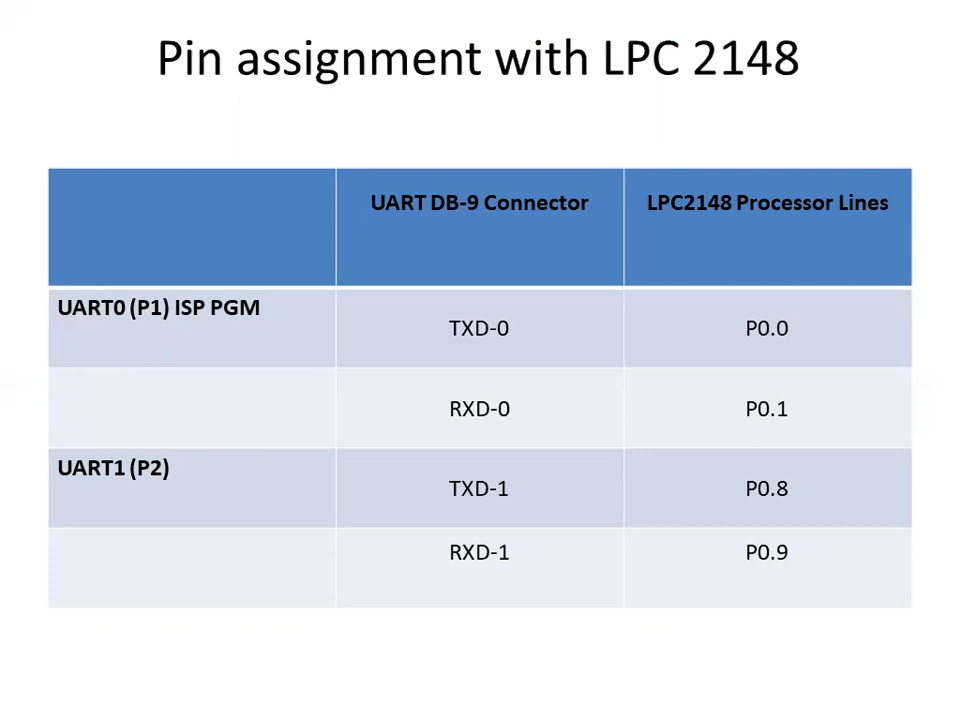 Pin assignment with LPC 2148
UART DB-9 Connector
LPC2148 Processor Lines
UART0 (P1) ISP PGM
TXD-0
P0.0
RXD-0
P0.1
UART1 (P2)
TXD-1
P0.8
RXD-1
P0.9